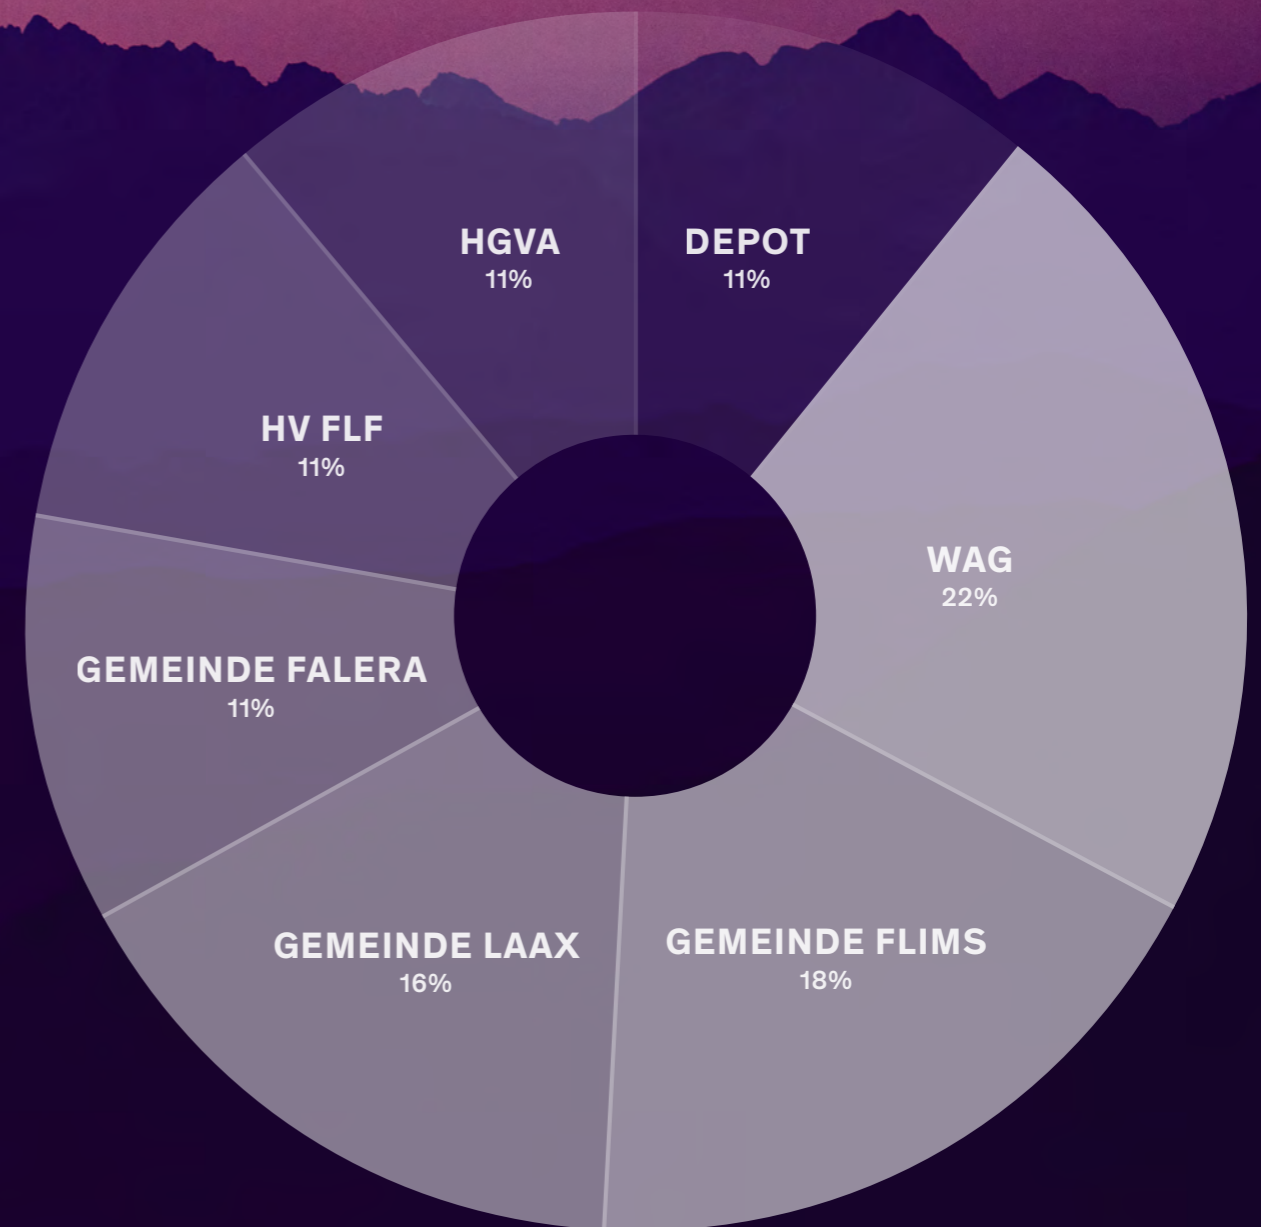 HGVA
11%
DEPOT
11%
HV FLF
11%
WAG
22%
GEMEINDE FALERA
11%
GEMEINDE LAAX
16%
GEMEINDE FLIMS
18%